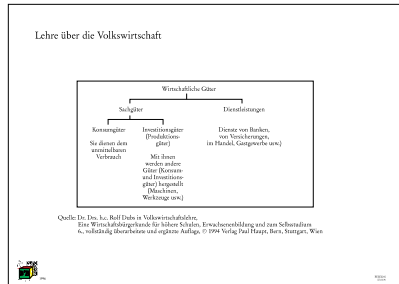 Lehre über die Volkswirtschaft
Wirtschaftliche Güter
Sachgüter
Dienstleistungen
Konsumgüter
Sie dienen dem
unmittelbaren
Verbrauch
Investitionsgüter
(Produktions-
güter)
Mit ihnen
werden andere
Güter (Konsum-
und Investitions-
güter) hergestellt
(Maschinen,
Werkzeuge usw.)
Dienste von Banken,
von Versicherungen,
im Handel, Gastgewerbe usw.)
Quelle: Dr. Drs. h.c. Rolf Dubs in Volkswirtschaftslehre,
Eine Wirtschaftsbürgerkunde für höhere Schulen, Erwachsenenbildung und zum Selbststudium
6., vollständig überarbeitete und ergänzte Auflage, © 1994 Verlag Paul Haupt, Bern, Stuttgart, Wien